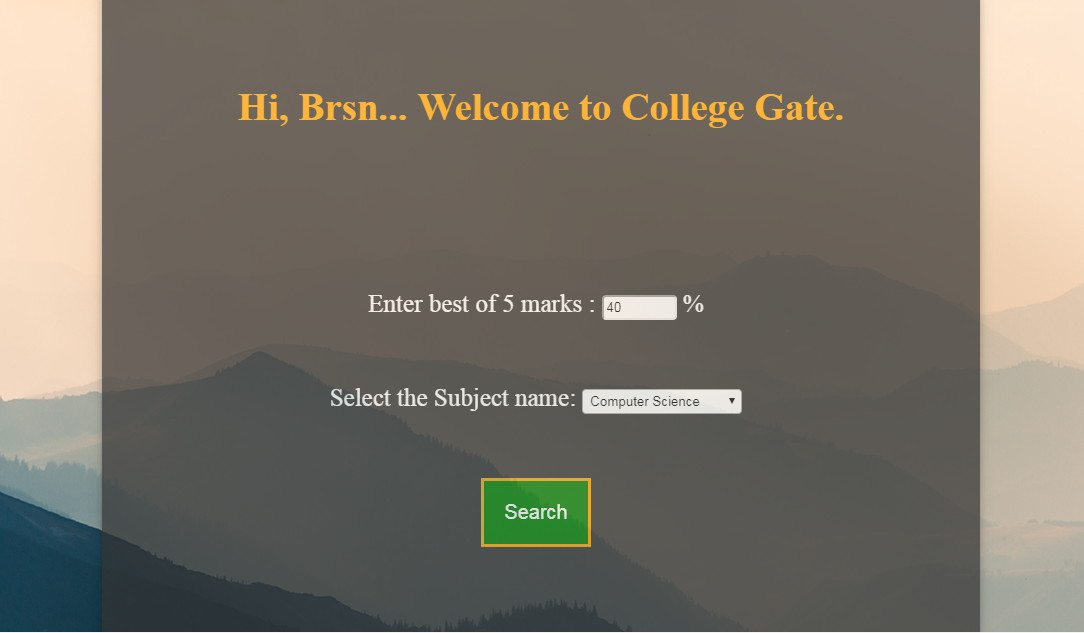 Hi, Brsn... Welcome to College Gate.
Enter best of 5 marks : 40 %
Select the Subject name: Computer Science
Search